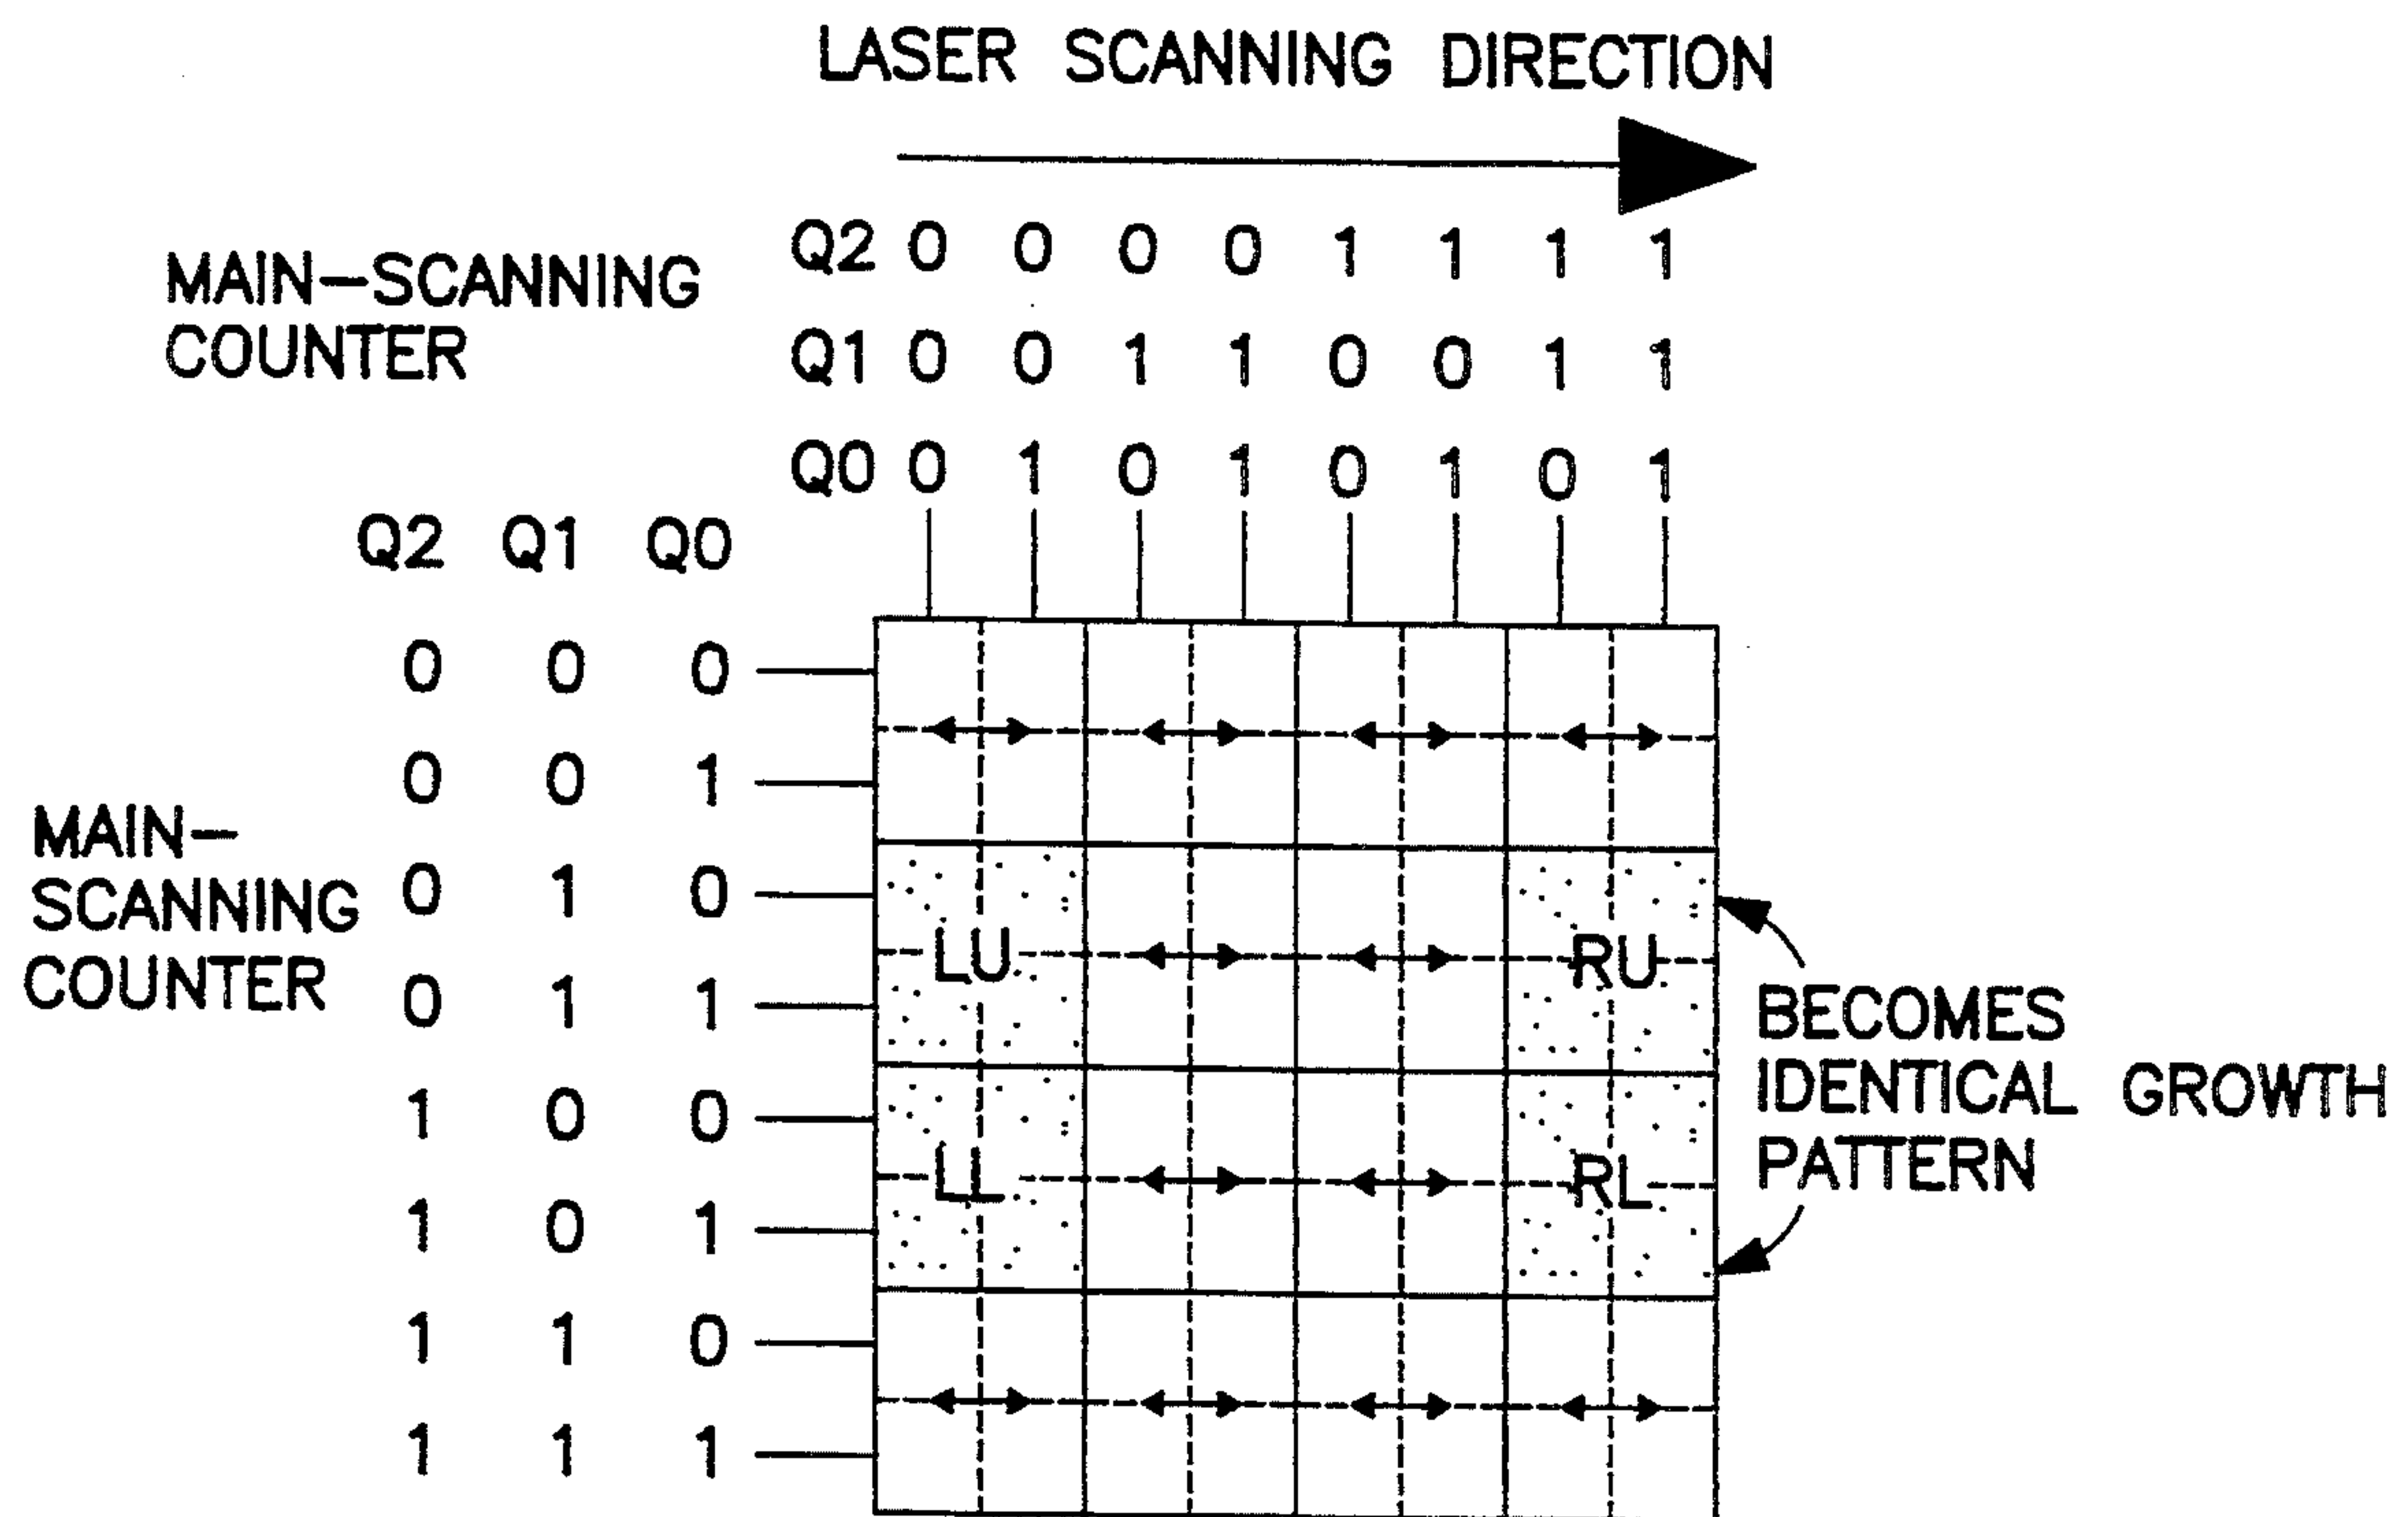 LASER SCANNING DIRECTION
MAIN-SCANNING
COUNTER
Q2 0 0 0 0 1 1 1 1
Q1 0 0 1 1 0 0 1 1
Q0 0 1 0 1 0 1 0 1
Q2 Q1 Q0
0 0 0
0 0 1
0 1 0
0 1 1
1 0 0
1 0 1
1 1 0
1 1 1
MAIN-
SCANNING
COUNTER
LU RU
LL RL
BECOMES
IDENTICAL GROWTH
PATTERN